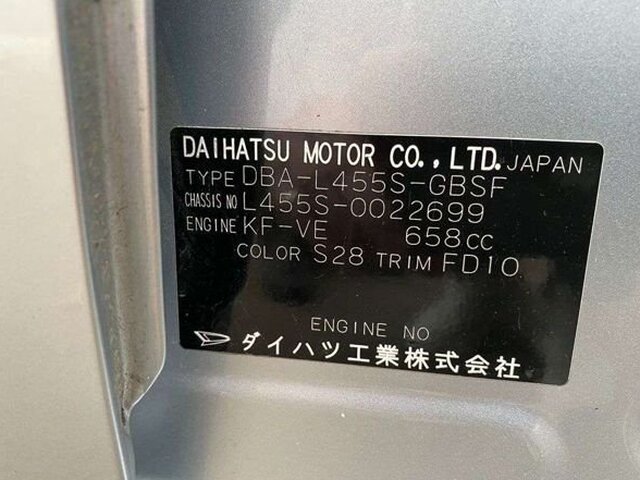 DAIHATSU MOTOR CO.,LTD. JAPAN
TYPE DBA-L455S-GBSF
CHASSIS NO L455S-0022699
ENGINE KF-VE 658CC
COLOR S28 TRIM FD10
ENGINE NO
ダイハツ工業株式会社